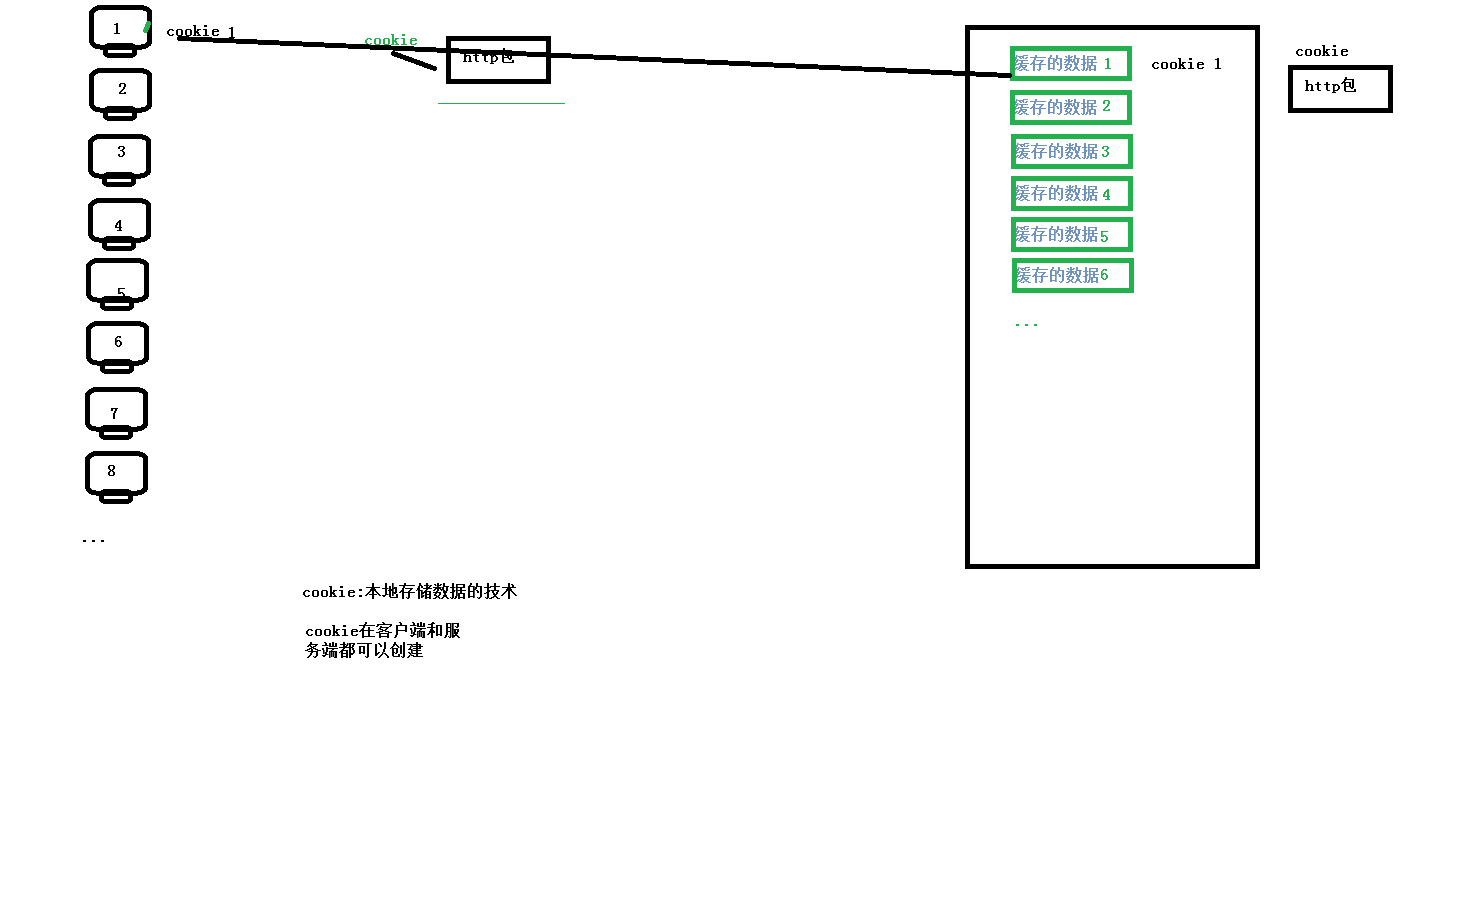 1
cookie 1
cookie
http包
2
3
4
5
6
7
8
...
缓存的数据 1
cookie 1
缓存的数据 2
缓存的数据3
缓存的数据 4
缓存的数据5
缓存的数据6
...
cookie
http包
cookie:本地存储数据的技术
cookie在客户端和服
务端都可以创建